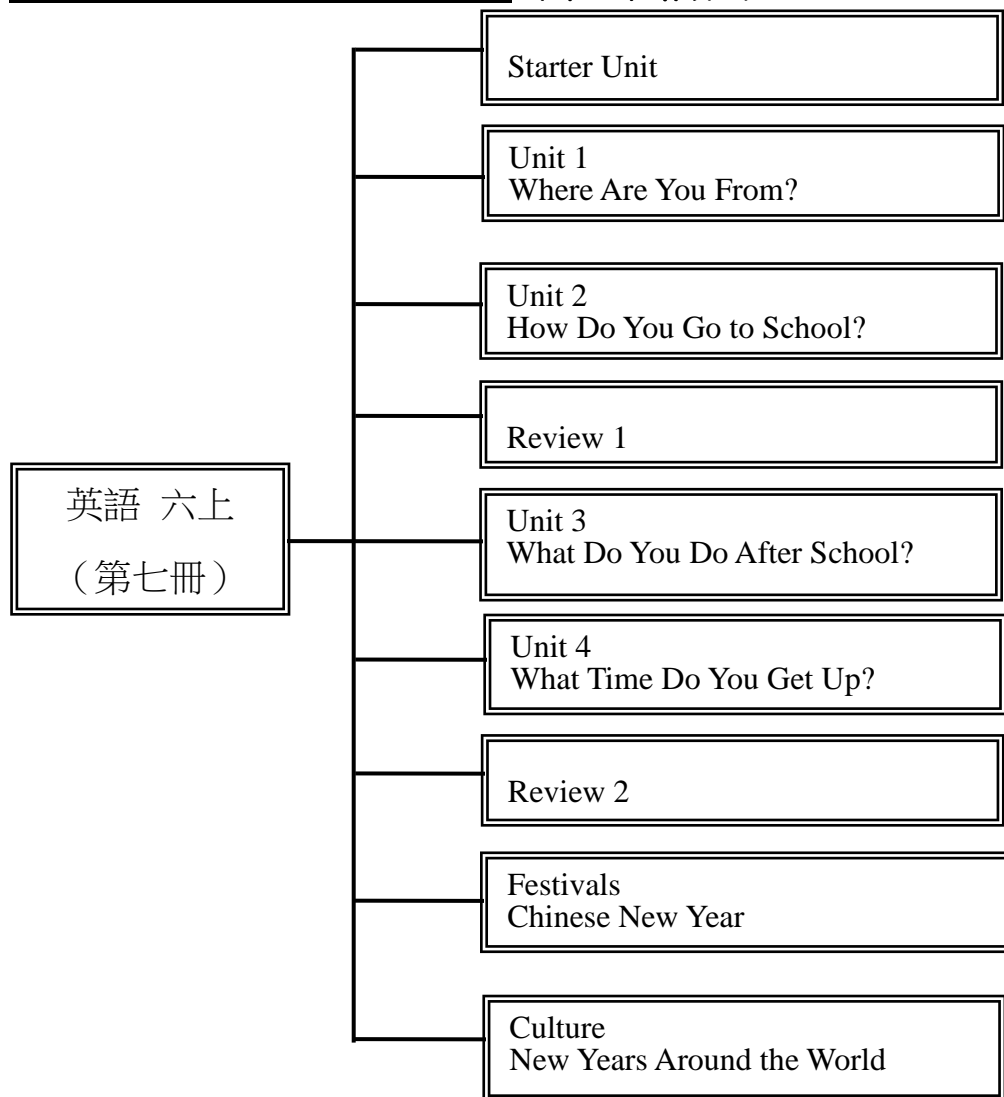 Starter Unit
Unit 1
Where Are You From?
Unit 2
How Do You Go to School?
Review 1
英語 六上
（第七冊）
Unit 3
What Do You Do After School?
Unit 4
What Time Do You Get Up?
Review 2
Festivals
Chinese New Year
Culture
New Years Around the World